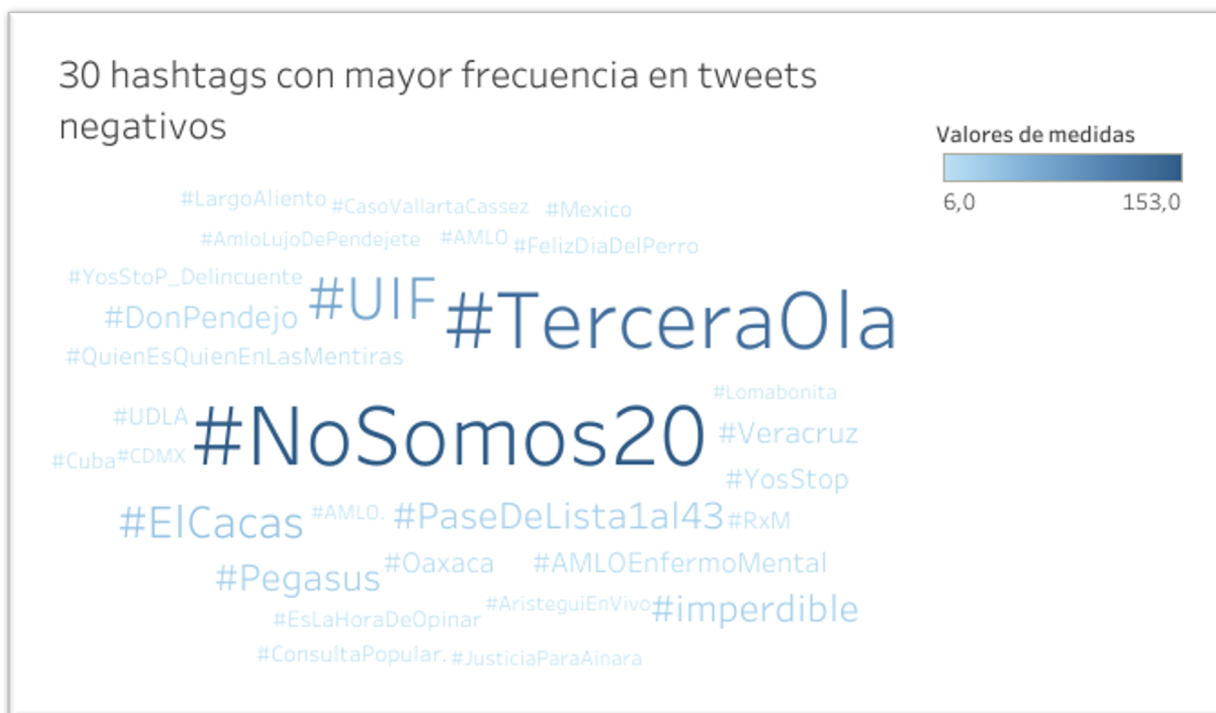 30 hashtags con mayor frecuencia en tweets
negativos
Valores de medidas
6,0 153,0
#LargoAliento #CasoVallartaCassez #Mexico
#AmloLujoDePendejete #AMLO #FelizDiaDelPerro
#YosStoP_Delincuente
#DonPendejo #UIF #TerceraOla
#QuienEsQuienEnLasMentiras
#Lomabonita
#UDLA #NoSomos20 #Veracruz
#Cuba #CDMX
#YosStop
#ElCacas #AMLO. #PaseDeLista1al43 #RxM
#Pegasus #Oaxaca #AMLOEnfermoMental
#EsLaHoraDeOpinar #AristeguiEnVivo #imperdible
#ConsultaPopular. #JusticiaParaAinara